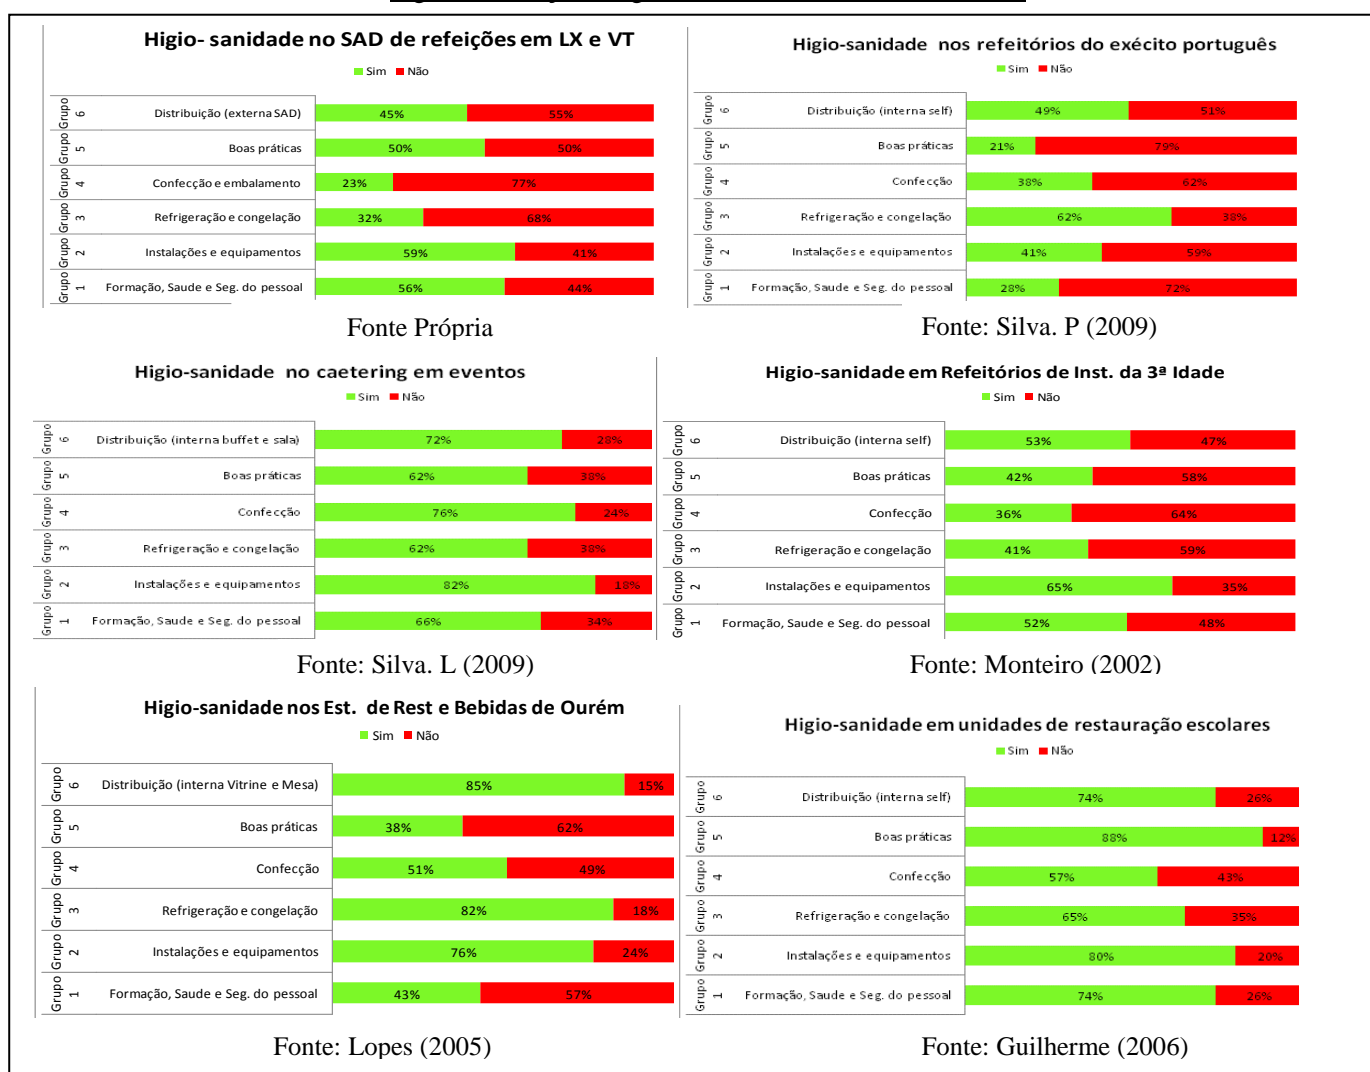 Higio- sanidade no SAD de refeições em LX e VT
Sim Não
Grupo 6 Distribuição (externa SAD) 45% 55%
Grupo 5 Boas práticas 50% 50%
Grupo 4 Confecção e embalamento 23% 77%
Grupo 3 Refrigeração e congelação 32% 68%
Grupo 2 Instalações e equipamentos 59% 41%
Grupo 1 Formação, Saude e Seg. do pessoal 56% 44%
Fonte Própria
Higio-sanidade nos refeitórios do exécito português
Sim Não
Grupo 6 Distribuição (interna self) 49% 51%
Grupo 5 Boas práticas 21% 79%
Grupo 4 Confecção 38% 62%
Grupo 3 Refrigeração e congelação 62% 38%
Grupo 2 Instalações e equipamentos 41% 59%
Grupo 1 Formação, Saude e Seg. do pessoal 28% 72%
Fonte: Silva. P (2009)
Higio-sanidade no caetering em eventos
Sim Não
Grupo 6 Distribuição (interna buffet e sala) 72% 28%
Grupo 5 Boas práticas 62% 38%
Grupo 4 Confecção 76% 24%
Grupo 3 Refrigeração e congelação 62% 38%
Grupo 2 Instalações e equipamentos 82% 18%
Grupo 1 Formação, Saude e Seg. do pessoal 66% 34%
Fonte: Silva. L (2009)
Higio-sanidade em Refeitórios de Inst. da 3ª Idade
Sim Não
Grupo 6 Distribuição (interna self) 53% 47%
Grupo 5 Boas práticas 42% 58%
Grupo 4 Confecção 36% 64%
Grupo 3 Refrigeração e congelação 41% 59%
Grupo 2 Instalações e equipamentos 65% 35%
Grupo 1 Formação, Saude e Seg. do pessoal 52% 48%
Fonte: Monteiro (2002)
Higio-sanidade nos Est. de Rest e Bebidas de Ourém
Sim Não
Grupo 6 Distribuição (interna Vitrine e Mesa) 85% 15%
Grupo 5 Boas práticas 38% 62%
Grupo 4 Confecção 51% 49%
Grupo 3 Refrigeração e congelação 82% 18%
Grupo 2 Instalações e equipamentos 76% 24%
Grupo 1 Formação, Saude e Seg. do pessoal 43% 57%
Fonte: Lopes (2005)
Higio-sanidade em unidades de restauração escolares
Sim Não
Grupo 6 Distribuição (interna self) 74% 26%
Grupo 5 Boas práticas 88% 12%
Grupo 4 Confecção 57% 43%
Grupo 3 Refrigeração e congelação 65% 35%
Grupo 2 Instalações e equipamentos 80% 20%
Grupo 1 Formação, Saude e Seg. do pessoal 74% 26%
Fonte: Guilherme (2006)